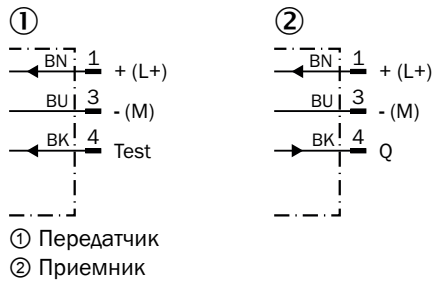 ① ②
BN 1 + (L+) BN 1 + (L+)
BU 3 - (M) BU 3 - (M)
BK 4 Test BK 4 Q
① Передатчик
② Приемник